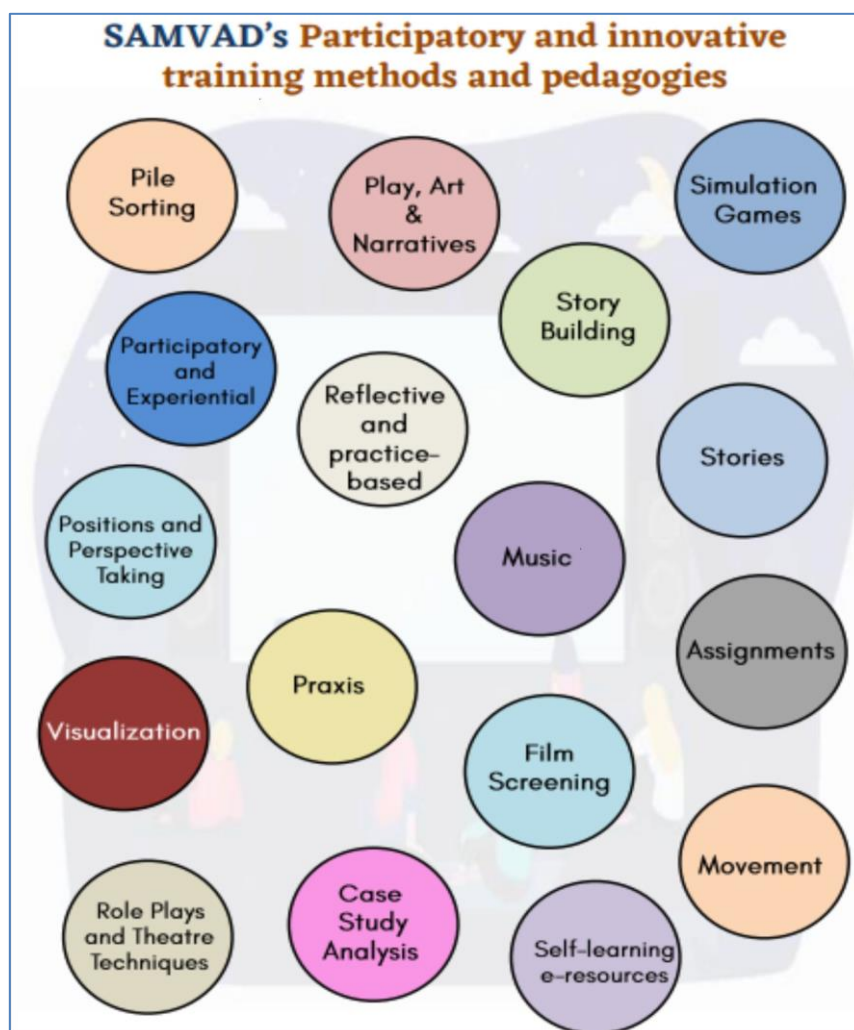 SAMVAD's Participatory and innovative
training methods and pedagogies
Pile
Sorting
Play, Art
&
Narratives
Simulation
Games
Story
Building
Participatory
and
Experiential
Reflective
and
practice-
based
Stories
Positions and
Perspective
Taking
Music
Assignments
Praxis
Visualization
Film
Screening
Movement
Role Plays
and Theatre
Techniques
Case
Study
Analysis
Self-learning
e-resources